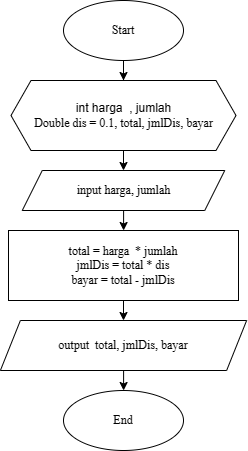 Start
int harga , jumlah
Double dis = 0.1, total, jmlDis, bayar
input harga, jumlah
total = harga * jumlah
jmlDis = total * dis
bayar = total - jmlDis
output total, jmlDis, bayar
End